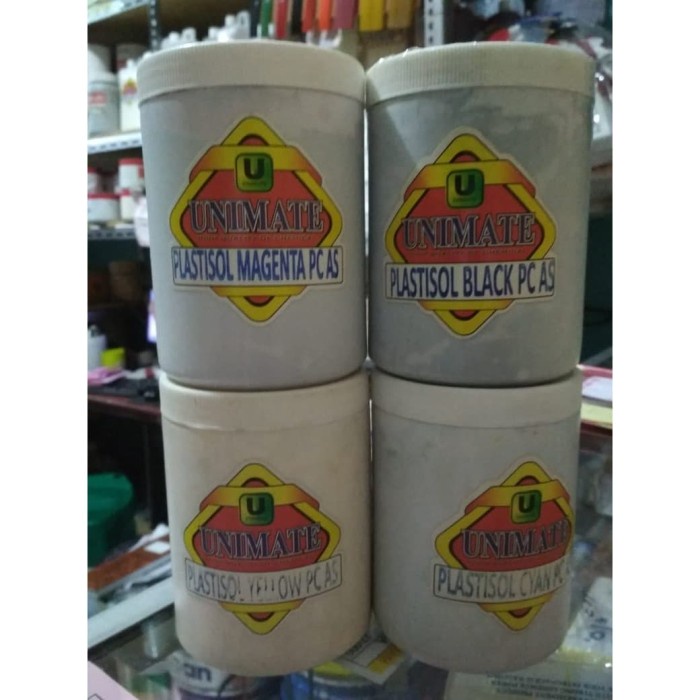 U
UNIMATE
PLASTISOL MAGENTA PC AS
U
UNIMATE
PLASTISOL BLACK PC AS
U
UNIMATE
PLASTISOL YELLOW PC AS
U
UNIMATE
PLASTISOL CYAN PC